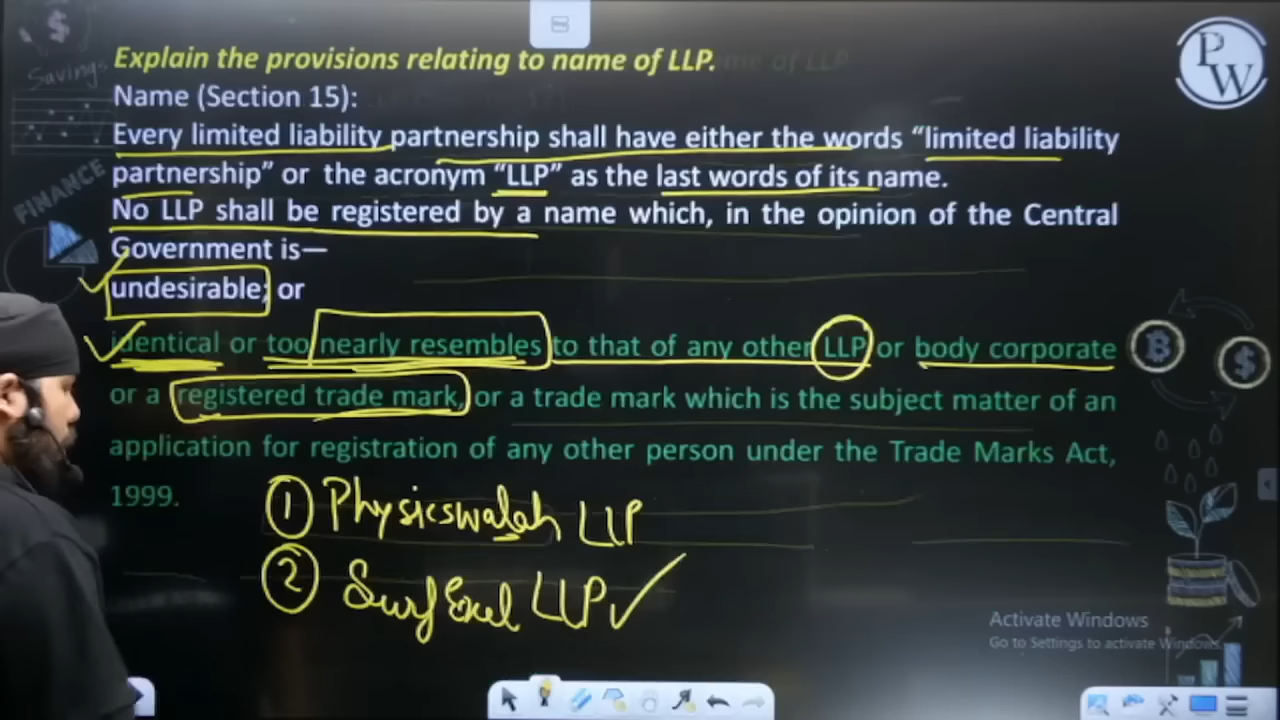 Savings
FINANCE
P
W
Explain the provisions relating to name of LLP.
Name (Section 15):
Every limited liability partnership shall have either the words “limited liability
partnership” or the acronym “LLP” as the last words of its name.
No LLP shall be registered by a name which, in the opinion of the Central
Government is—
undesirable; or
identical or too nearly resembles to that of any other LLP or body corporate
or a registered trade mark, or a trade mark which is the subject matter of an
application for registration of any other person under the Trade Marks Act,
1999.
1 Physicswalah LLP
2 Surf Exel LLP
Activate Windows
Go to Settings to activate Windows.